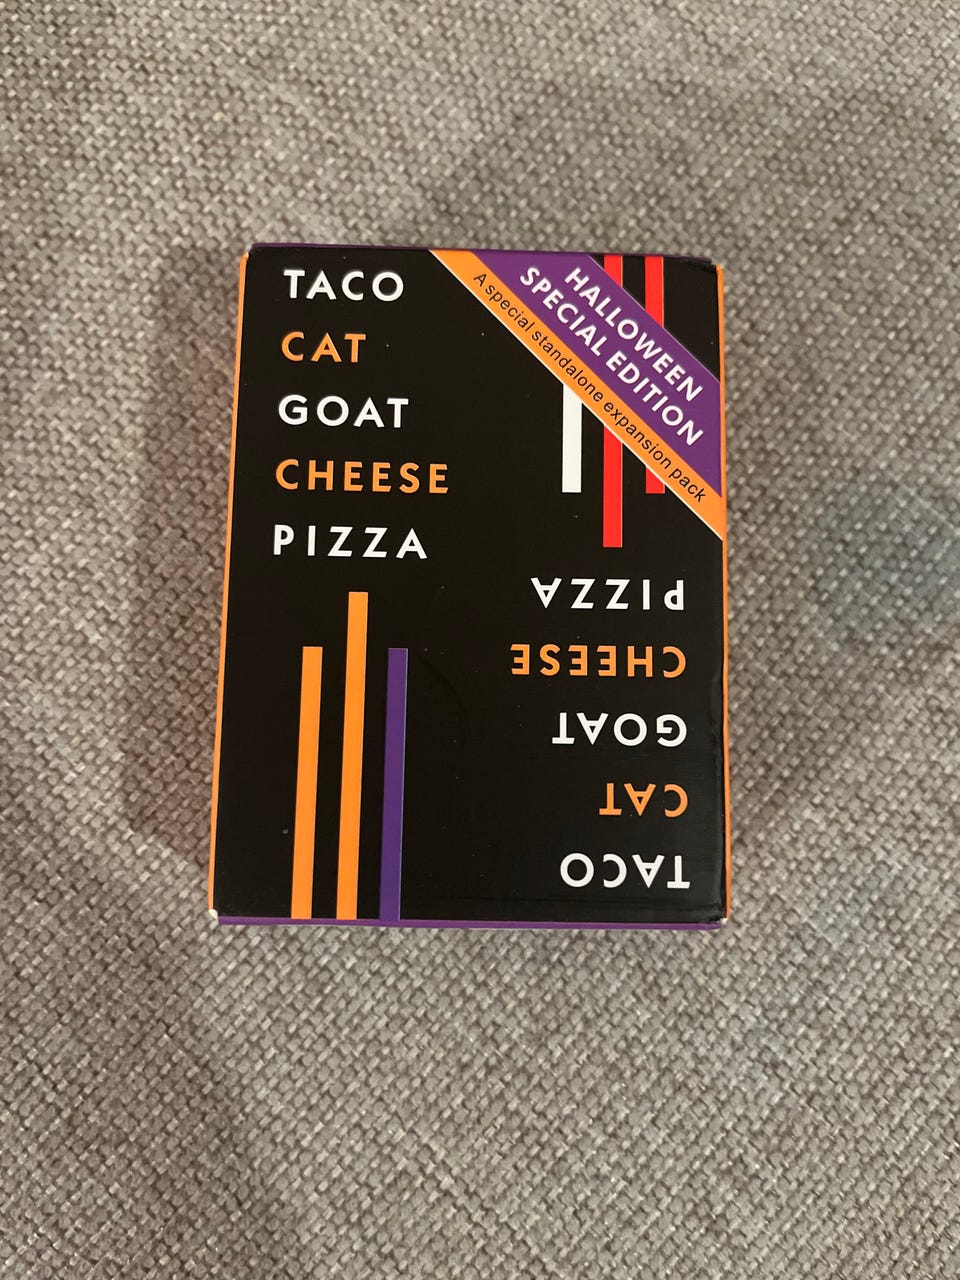 TACO
CAT
GOAT
CHEESE
PIZZA
HALLOWEEN
SPECIAL EDITION
A special standalone expansion pack
TACO
CAT
GOAT
CHEESE
PIZZA